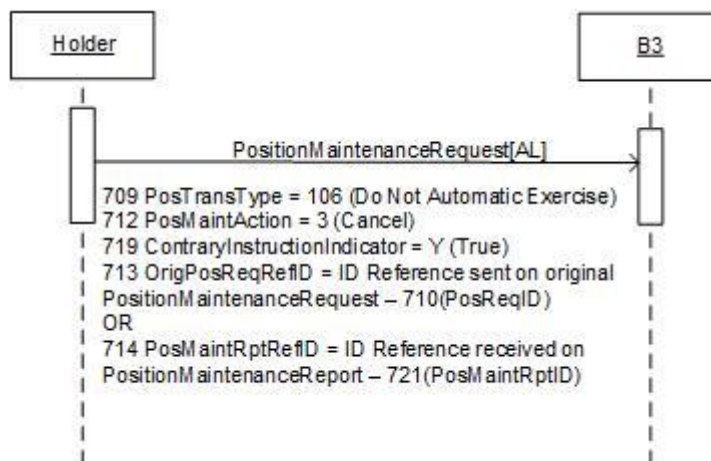 Holder
B3
PositionMaintenanceRequest[AL]
709 PosTransType = 106 (Do Not Automatic Exercise)
712 PosMaintAction = 3 (Cancel)
719 ContraryInstructionIndicator = Y (True)
713 OrigPosReqRefID = ID Reference sent on original
PositionMaintenanceRequest – 710(PosReqID)
OR
714 PosMaintRptRefID = ID Reference received on
PositionMaintenanceReport – 721(PosMaintRptID)